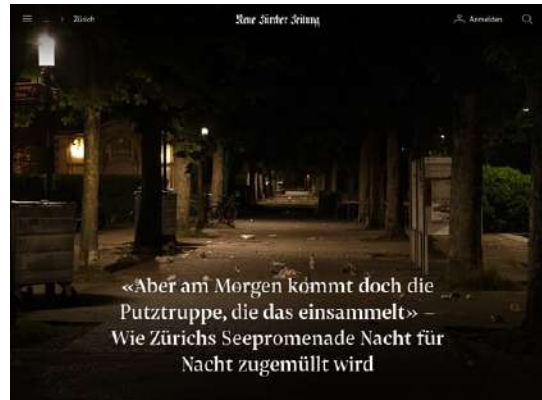 Zürich
Neue Zürcher Zeitung
Anmelden
«Aber am Morgen kommt doch die
Putztruppe, die das einsammelt» –
Wie Zürichs Seepromenade Nacht für
Nacht zugemüllt wird